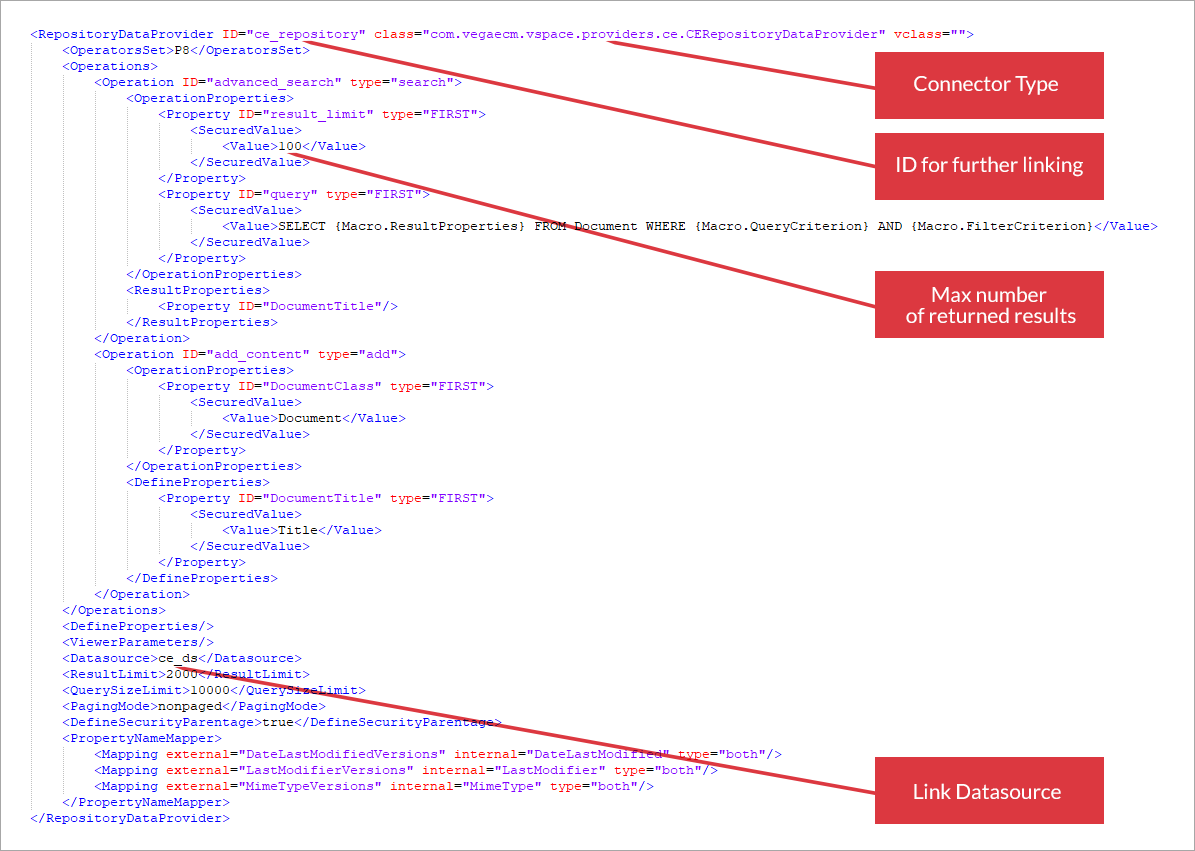 <RepositoryDataProvider ID="ce_repository" class="com.vegaecm.vspace.providers.ce.CERepositoryDataProvider" vclass="">
<OperatorsSet>P8</OperatorsSet>
<Operations>
<Operation ID="advanced_search" type="search">
<OperationProperties>
<Property ID="result_limit" type="FIRST">
<SecuredValue>
<Value>100</Value>
</SecuredValue>
</Property>
<Property ID="query" type="FIRST">
<SecuredValue>
<Value>SELECT {Macro.ResultProperties} FROM Document WHERE {Macro.QueryCriterion} AND {Macro.FilterCriterion}</Value>
</SecuredValue>
</Property>
</OperationProperties>
<ResultProperties>
<Property ID="DocumentTitle"/>
</ResultProperties>
</Operation>
<Operation ID="add_content" type="add">
<OperationProperties>
<Property ID="DocumentClass" type="FIRST">
<SecuredValue>
<Value>Document</Value>
</SecuredValue>
</Property>
</OperationProperties>
<DefineProperties>
<Property ID="DocumentTitle" type="FIRST">
<SecuredValue>
<Value>Title</Value>
</SecuredValue>
</Property>
</DefineProperties>
</Operation>
</Operations>
<DefineProperties/>
<ViewerParameters/>
<Datasource>ce_ds</Datasource>
<ResultLimit>2000</ResultLimit>
<QuerySizeLimit>10000</QuerySizeLimit>
<PagingMode>nonpaged</PagingMode>
<DefineSecurityParentage>true</DefineSecurityParentage>
<PropertyNameMapper>
<Mapping external="DateLastModifiedVersions" internal="DateLastModified" type="both"/>
<Mapping external="LastModifierVersions" internal="LastModifier" type="both"/>
<Mapping external="MimeTypeVersions" internal="MimeType" type="both"/>
</PropertyNameMapper>
</RepositoryDataProvider>
Connector Type
ID for further linking
Max number
of returned results
Link Datasource